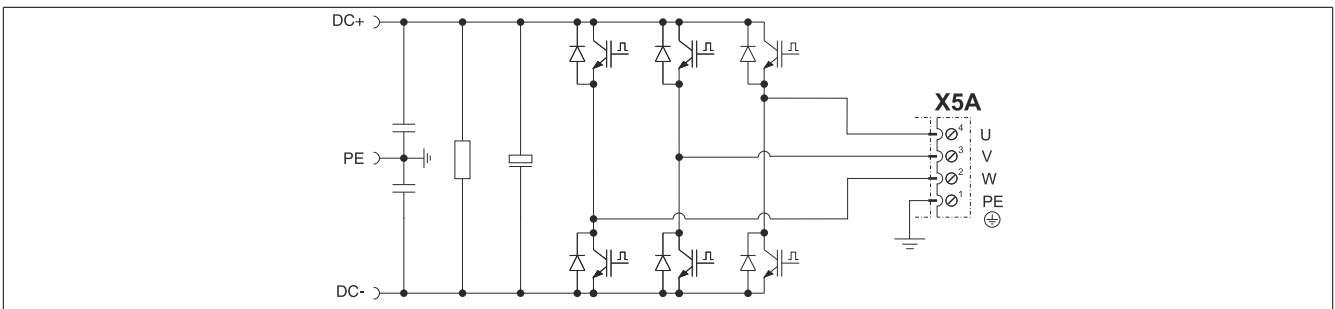 DC+
X5A
4 U
3 V
PE
2 W
1 PE
DC-